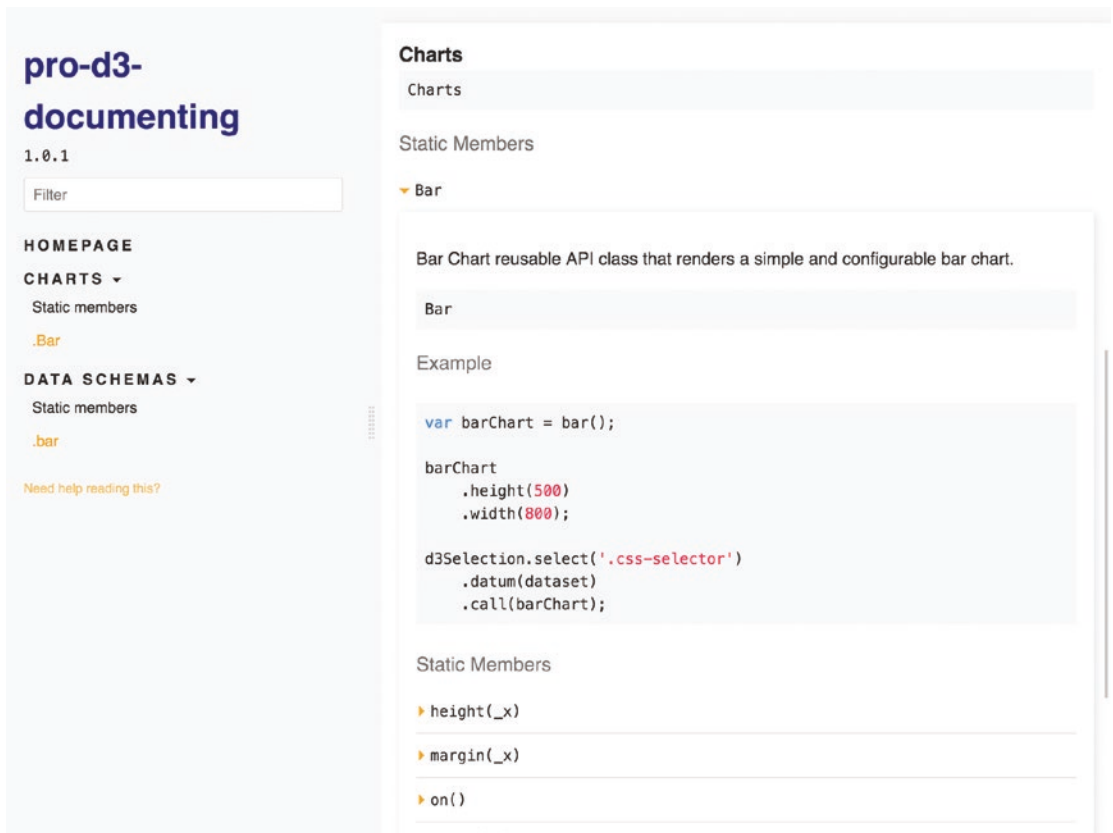 pro-d3-
documenting
1.0.1
Filter
HOMEPAGE
CHARTS
Static members
.Bar
DATA SCHEMAS
Static members
.bar
Need help reading this?
Charts
Charts
Static Members
Bar
Bar Chart reusable API class that renders a simple and configurable bar chart.
Bar
Example
var barChart = bar();
barChart
    .height(500)
    .width(800);
d3Selection.select('.css-selector')
    .datum(dataset)
    .call(barChart);
Static Members
height(_x)
margin(_x)
on()